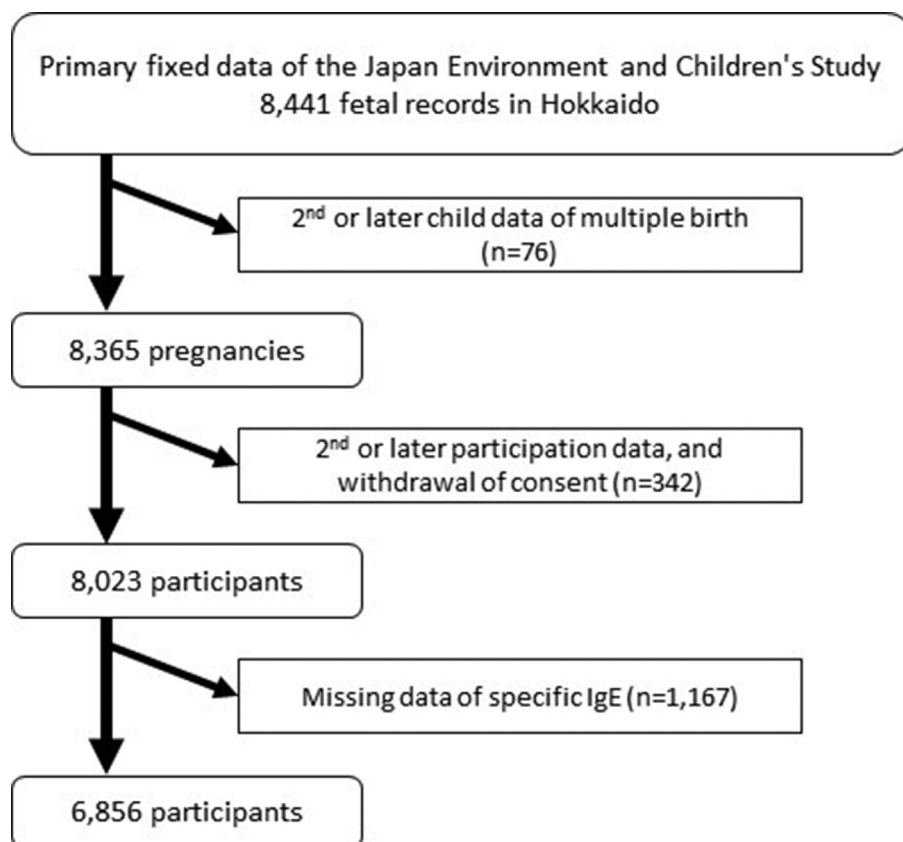 Primary fixed data of the Japan Environment and Children's Study
8,441 fetal records in Hokkaido
2nd or later child data of multiple birth
(n=76)
8,365 pregnancies
2nd or later participation data, and
withdrawal of consent (n=342)
8,023 participants
Missing data of specific IgE (n=1,167)
6,856 participants